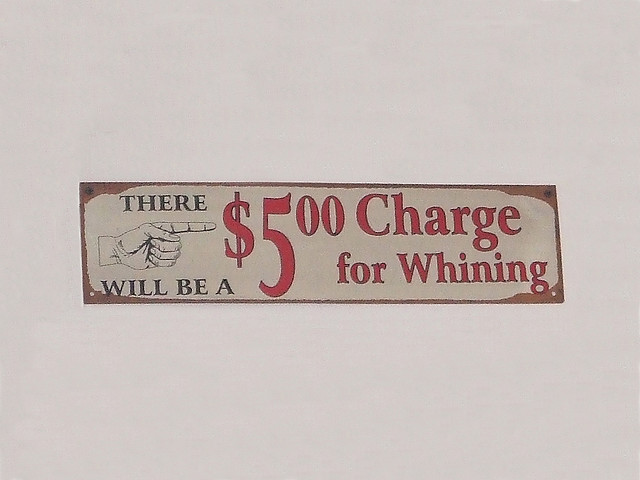 THERE
WILL BE A
$500 Charge
for Whining